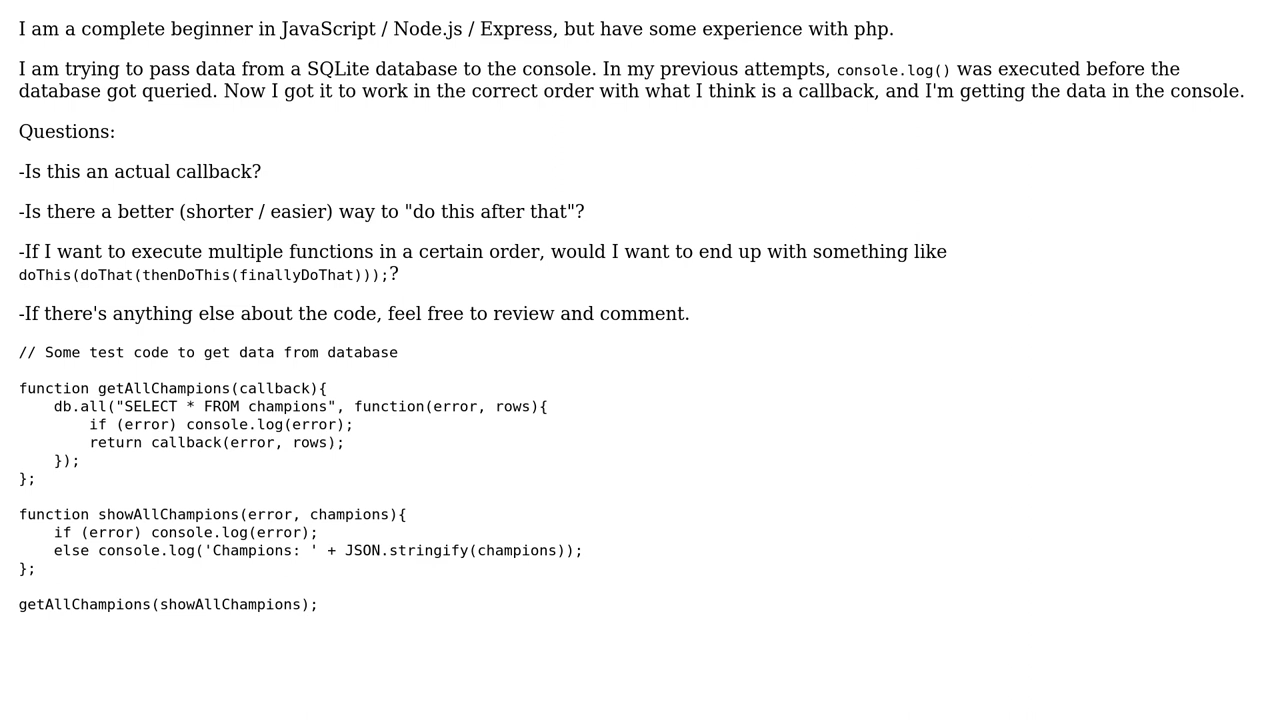 I am a complete beginner in JavaScript / Node.js / Express, but have some experience with php.
I am trying to pass data from a SQLite database to the console. In my previous attempts, console.log() was executed before the
database got queried. Now I got it to work in the correct order with what I think is a callback, and I'm getting the data in the console.
Questions:
-Is this an actual callback?
-Is there a better (shorter / easier) way to "do this after that"?
-If I want to execute multiple functions in a certain order, would I want to end up with something like
doThis(doThat(thenDoThis(finallyDoThat)));?
-If there's anything else about the code, feel free to review and comment.
// Some test code to get data from database
function getAllChampions(callback){
    db.all("SELECT * FROM champions", function(error, rows){
        if (error) console.log(error);
        return callback(error, rows);
    });
};
function showAllChampions(error, champions){
    if (error) console.log(error);
    else console.log('Champions: ' + JSON.stringify(champions));
};
getAllChampions(showAllChampions);